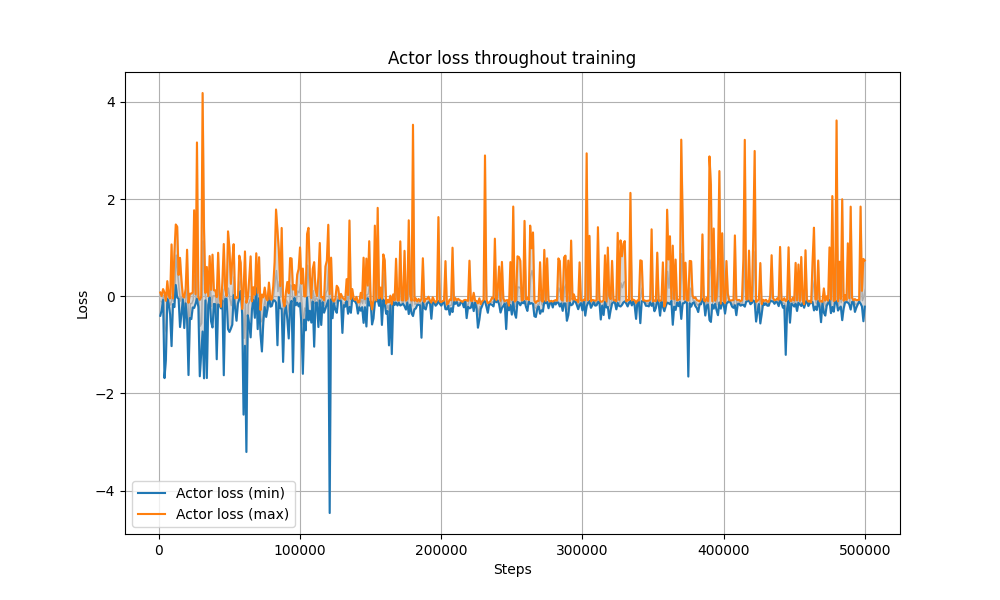 Actor loss throughout training
Loss
4
2
0
−2
−4
Actor loss (min)
Actor loss (max)
0
100000
200000
300000
400000
500000
Steps